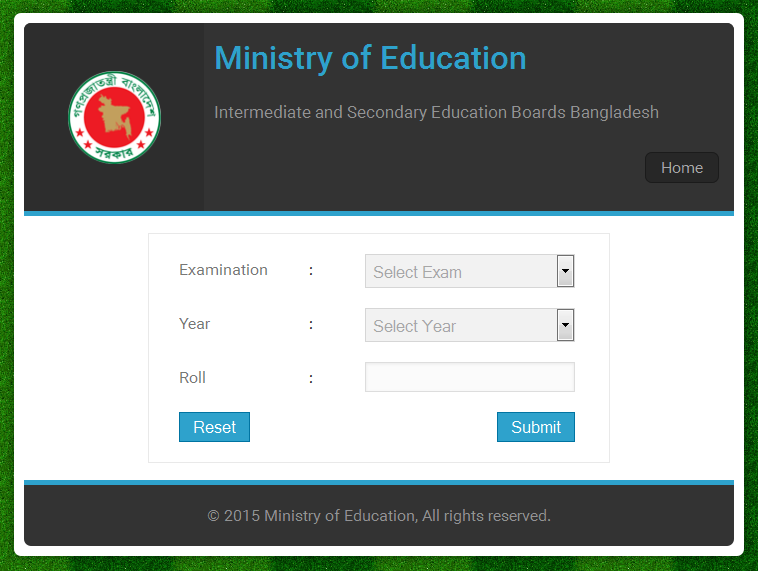 গণপ্রজাতন্ত্রী বাংলাদেশ
সরকার
Ministry of Education
Intermediate and Secondary Education Boards Bangladesh
Home
Examination : Select Exam
Year : Select Year
Roll :
Reset Submit
© 2015 Ministry of Education, All rights reserved.